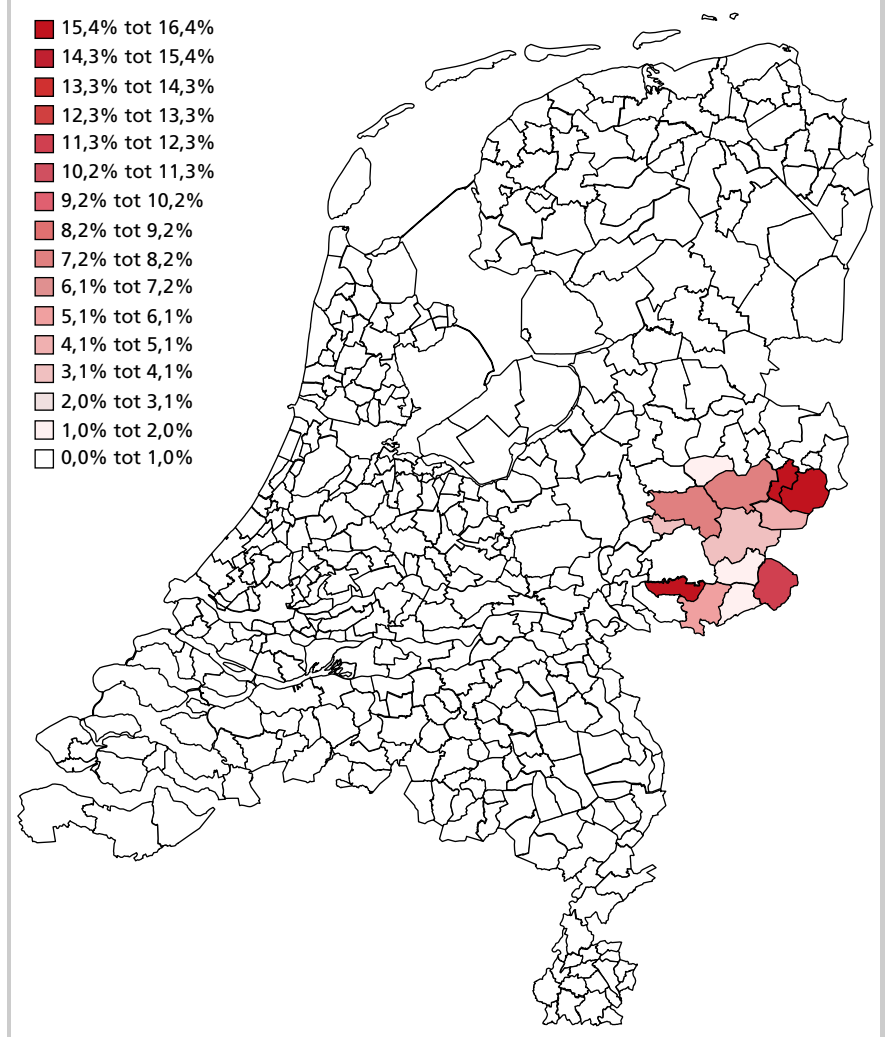 15,4% tot 16,4%
14,3% tot 15,4%
13,3% tot 14,3%
12,3% tot 13,3%
11,3% tot 12,3%
10,2% tot 11,3%
9,2% tot 10,2%
8,2% tot 9,2%
7,2% tot 8,2%
6,1% tot 7,2%
5,1% tot 6,1%
4,1% tot 5,1%
3,1% tot 4,1%
2,0% tot 3,1%
1,0% tot 2,0%
0,0% tot 1,0%